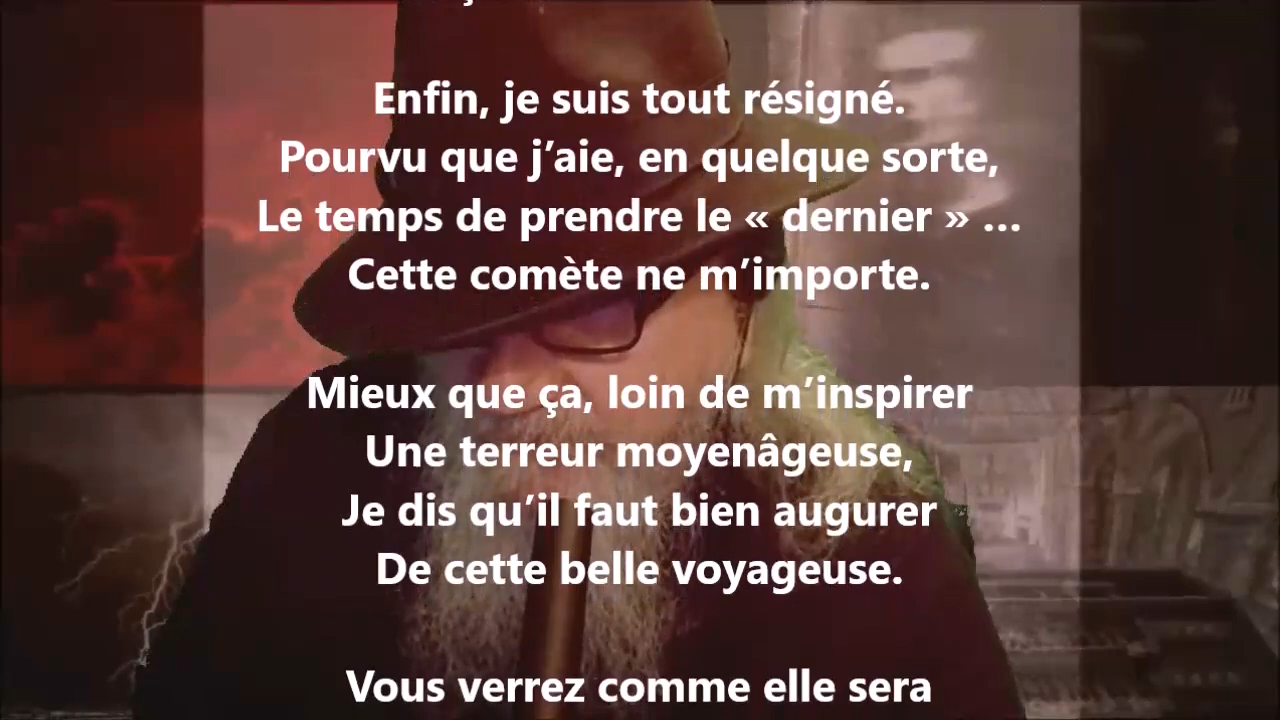 Enfin, je suis tout résigné.
Pourvu que j’aie, en quelque sorte,
Le temps de prendre le « dernier » ...
Cette comète ne m’importe.
Mieux que ça, loin de m’inspirer
Une terreur moyenâgeuse,
Je dis qu’il faut bien augurer
De cette belle voyageuse.
Vous verrez comme elle sera